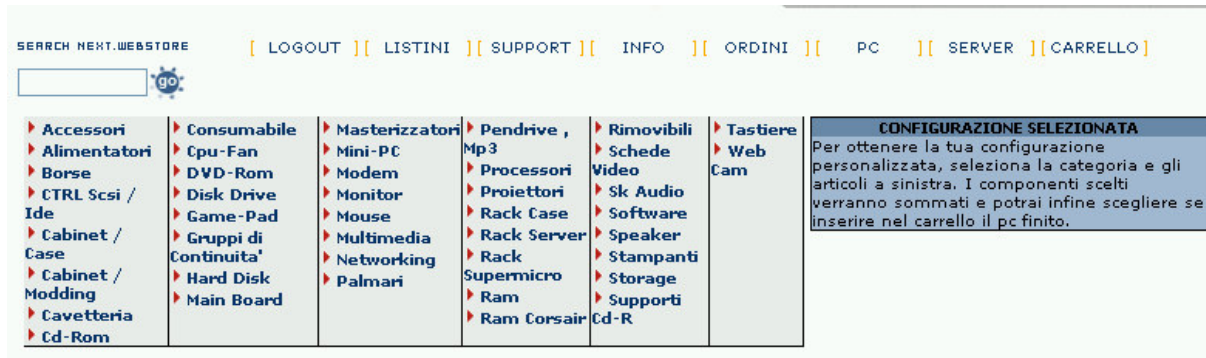 SEARCH NEXT.WEBSTORE
[ LOGOUT ][ LISTINI ][ SUPPORT ][ INFO ][ ORDINI ][ PC ][ SERVER ][ CARRELLO ]
go
Accessori
Alimentatori
Borse
CTRL Scsi /
Ide
Cabinet /
Case
Cabinet /
Modding
Cavetteria
Cd-Rom
Consumabile
Cpu-Fan
DVD-Rom
Disk Drive
Game-Pad
Gruppi di
Continuita'
Hard Disk
Main Board
Masterizzatori
Mini-PC
Modem
Monitor
Mouse
Multimedia
Networking
Palmari
Pendrive ,
Mp3
Processori
Proiettori
Rack Case
Rack Server
Rack
Supermicro
Ram
Ram Corsair
Rimovibili
Schede
Video
Sk Audio
Software
Speaker
Stampanti
Storage
Supporti
Cd-R
Tastiere
Web
Cam
CONFIGURAZIONE SELEZIONATA
Per ottenere la tua configurazione
personalizzata, seleziona la categoria e gli
articoli a sinistra. I componenti scelti
verranno sommati e potrai infine scegliere se
inserire nel carrello il pc finito.